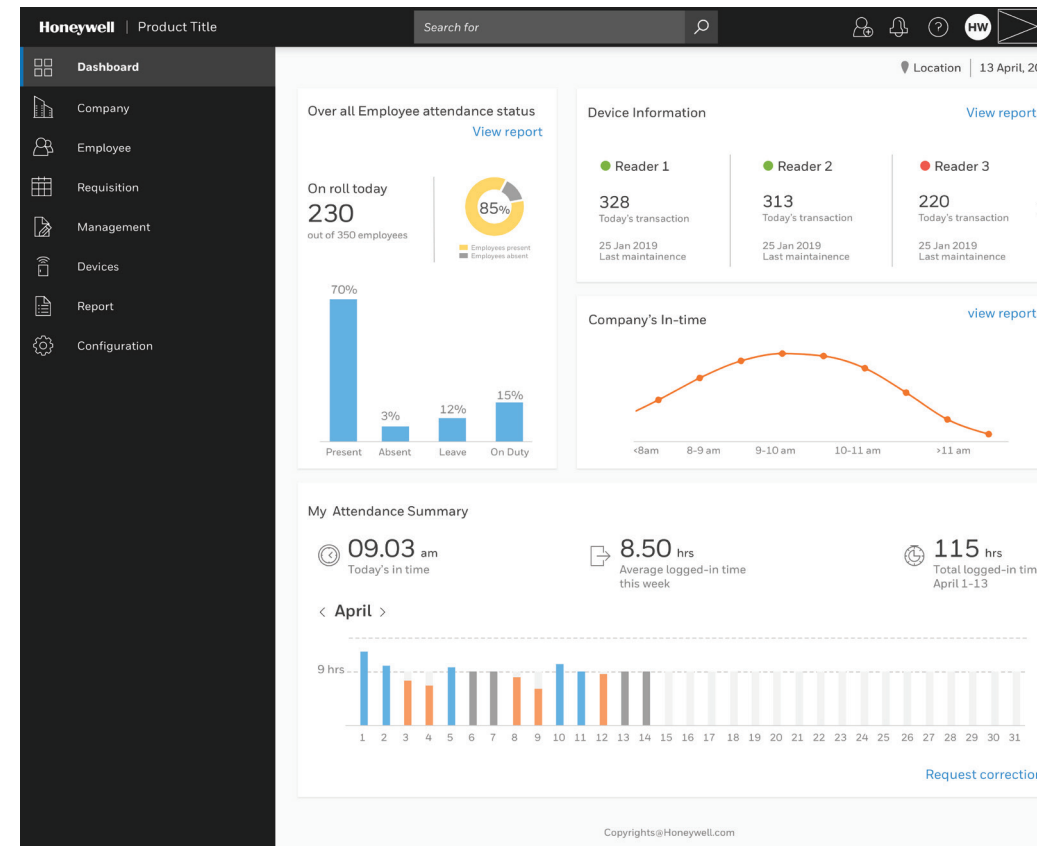 Honeywell | Product Title
Search for
HW
Dashboard
Company
Employee
Requisition
Management
Devices
Report
Configuration
Location | 13 April, 20
Over all Employee attendance status
View report
On roll today
230
out of 350 employees
85%
Employees present
Employees absent
70%
3%
12%
15%
Present Absent Leave On Duty
Device Information
View report
Reader 1
328
Today's transaction
25 Jan 2019
Last maintainence
Reader 2
313
Today's transaction
25 Jan 2019
Last maintainence
Reader 3
220
Today's transaction
25 Jan 2019
Last maintainence
Company's In-time
view report
<8am 8-9 am 9-10 am 10-11 am >11 am
My Attendance Summary
09.03 am
Today's in time
8.50 hrs
Average logged-in time
this week
115 hrs
Total logged-in tim
April 1-13
< April >
9 hrs
1 2 3 4 5 6 7 8 9 10 11 12 13 14 15 16 17 18 19 20 21 22 23 24 25 26 27 28 29 30 31
Request correction
Copyrights@Honeywell.com